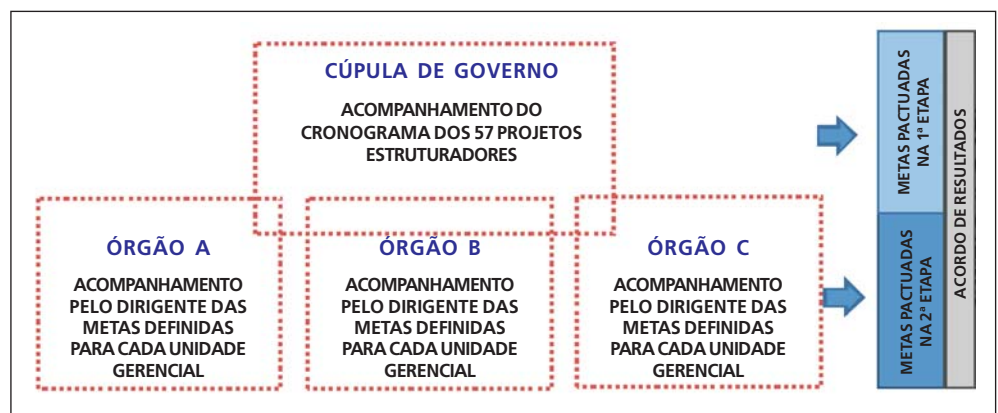 CÚPULA DE GOVERNO
ACOMPANHAMENTO DO
CRONOGRAMA DOS 57 PROJETOS
ESTRUTURADORES
ÓRGÃO A
ACOMPANHAMENTO
PELO DIRIGENTE DAS
METAS DEFINIDAS
PARA CADA UNIDADE
GERENCIAL
ÓRGÃO B
ACOMPANHAMENTO
PELO DIRIGENTE DAS
METAS DEFINIDAS
PARA CADA UNIDADE
GERENCIAL
ÓRGÃO C
ACOMPANHAMENTO
PELO DIRIGENTE DAS
METAS DEFINIDAS
PARA CADA UNIDADE
GERENCIAL
METAS PACTUADAS
NA 1ª ETAPA
METAS PACTUADAS
NA 2ª ETAPA
ACORDO DE RESULTADOS